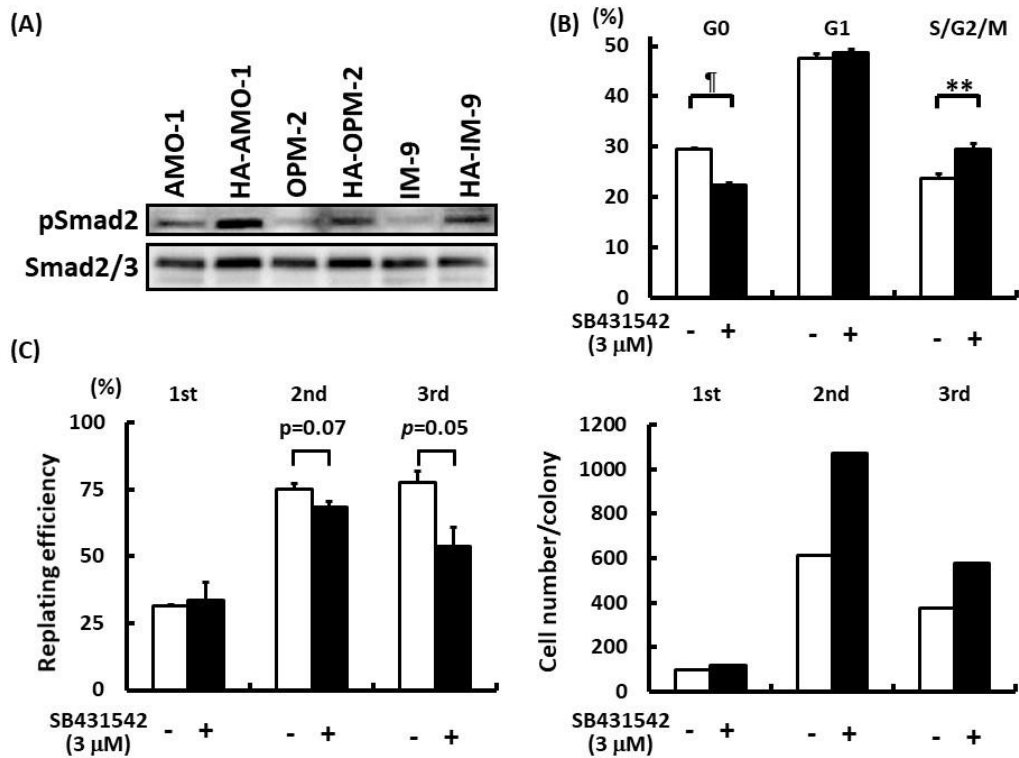 (A)
AMO-1
HA-AMO-1
OPM-2
HA-OPM-2
IM-9
HA-IM-9
pSmad2
Smad2/3
(B)
(%)
G0
G1
S/G2/M
50
40
30
20
10
0
¶
**
SB431542
(3 μM)
- + - + - +
(C)
(%)
1st 2nd 3rd
p=0.07 p=0.05
100
75
50
25
0
Replating efficiency
SB431542
(3 μM)
- + - + - +
1st 2nd 3rd
1200
1000
800
600
400
200
0
Cell number/colony
SB431542
(3 μM)
- + - + - +